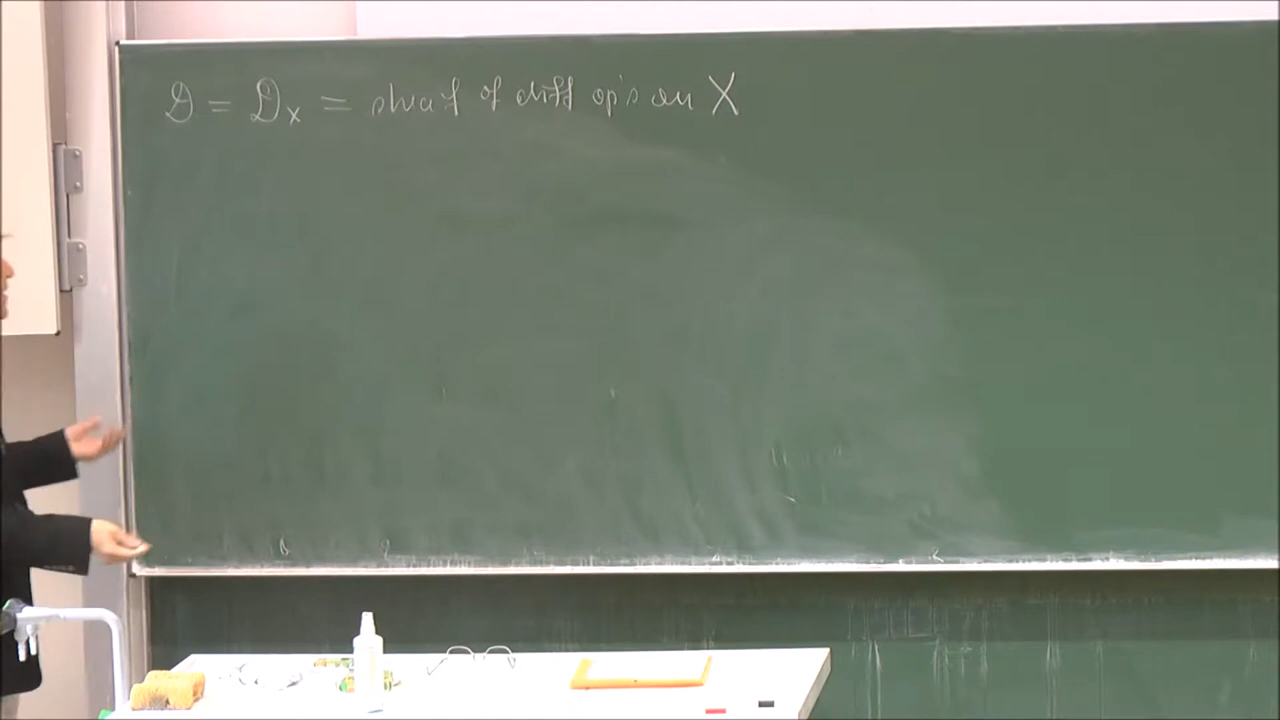 D = D_X = sheaf of diff op's on X